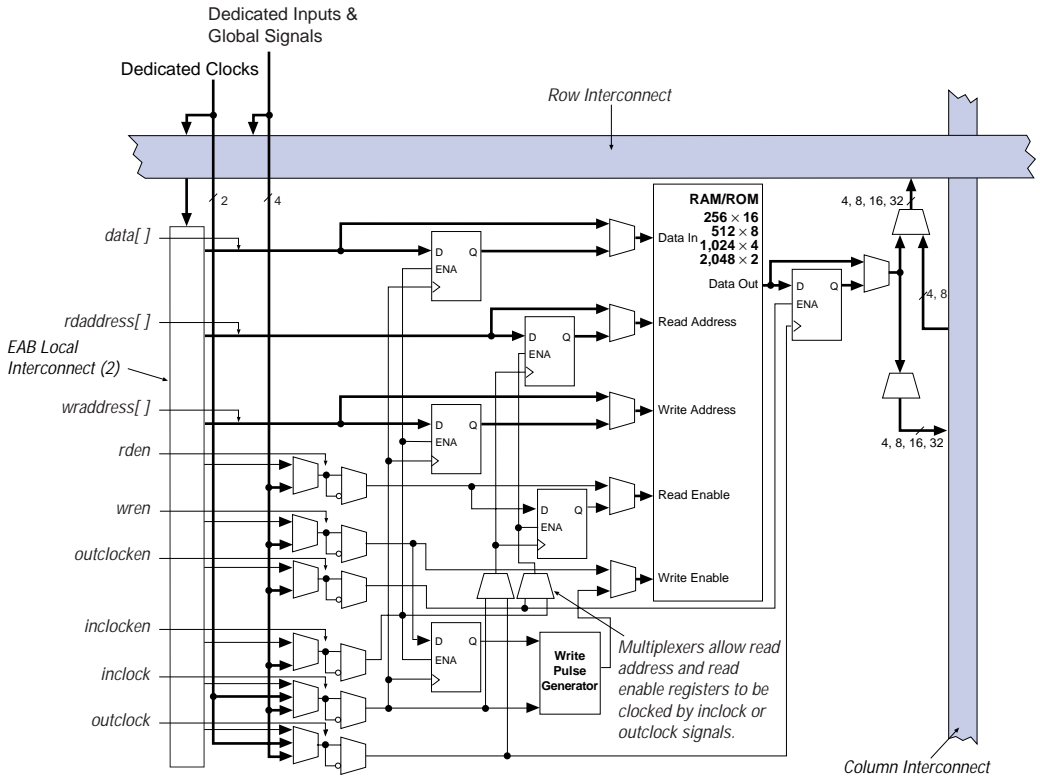 Dedicated Inputs &
Global Signals
Dedicated Clocks
Row Interconnect
2
4
4, 8, 16, 32
RAM/ROM
256 × 16
512 × 8
1,024 × 4
2,048 × 2
data[ ]
D
Q
ENA
Data In
Data Out
D
Q
ENA
4, 8
rdaddress[ ]
D
Q
ENA
Read Address
EAB Local
Interconnect (2)
wraddress[ ]
D
Q
ENA
Write Address
4, 8, 16, 32
rden
Read Enable
D
Q
ENA
wren
outclocken
Write Enable
inclocken
D
Q
ENA
Write
Pulse
Generator
Multiplexers allow read
address and read
enable registers to be
clocked by inclock or
outclock signals.
inclock
outclock
Column Interconnect